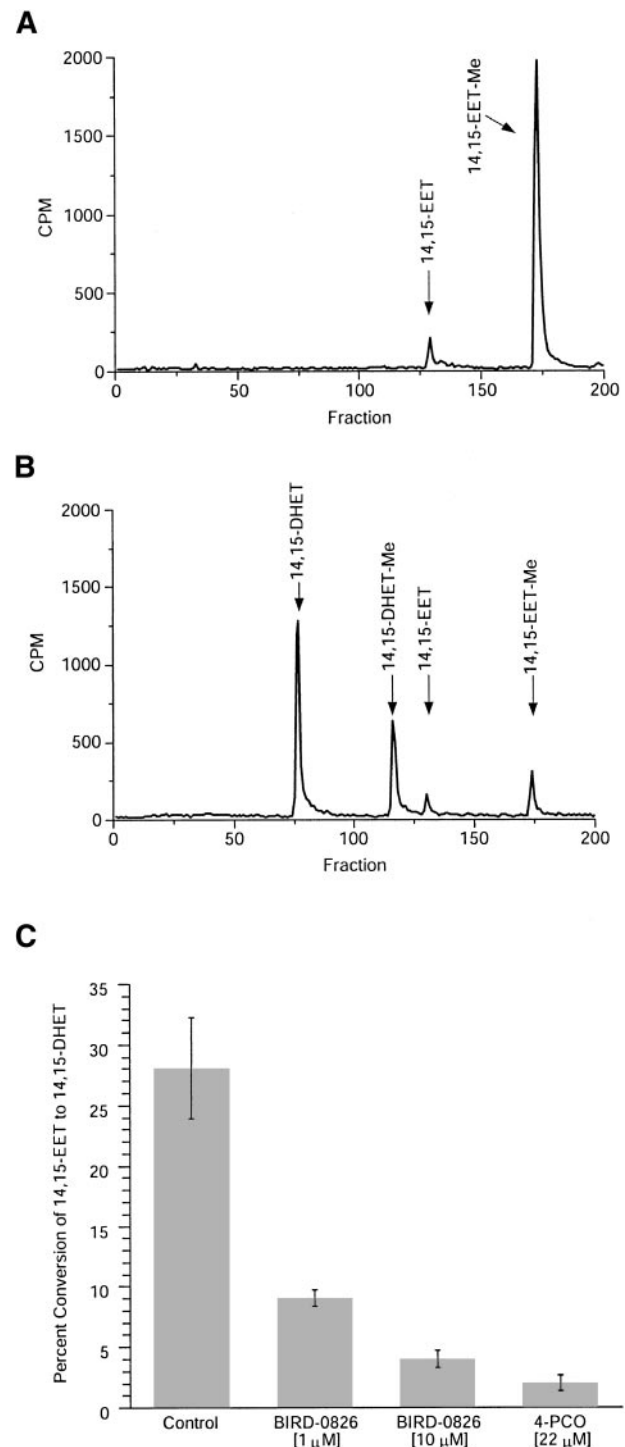 A
2000
1500
1000
500
0
CPM
14,15-EET
14,15-EET-Me
0
50
100
150
200
Fraction
B
2000
1500
1000
500
0
CPM
14,15-DHET
14,15-DHET-Me
14,15-EET
14,15-EET-Me
0
50
100
150
200
Fraction
C
Percent Conversion of 14,15-EET to 14,15-DHET
35
30
25
20
15
10
5
0
Control
BIRD-0826
[1 µM]
BIRD-0826
[10 µM]
4-PCO
[22 µM]